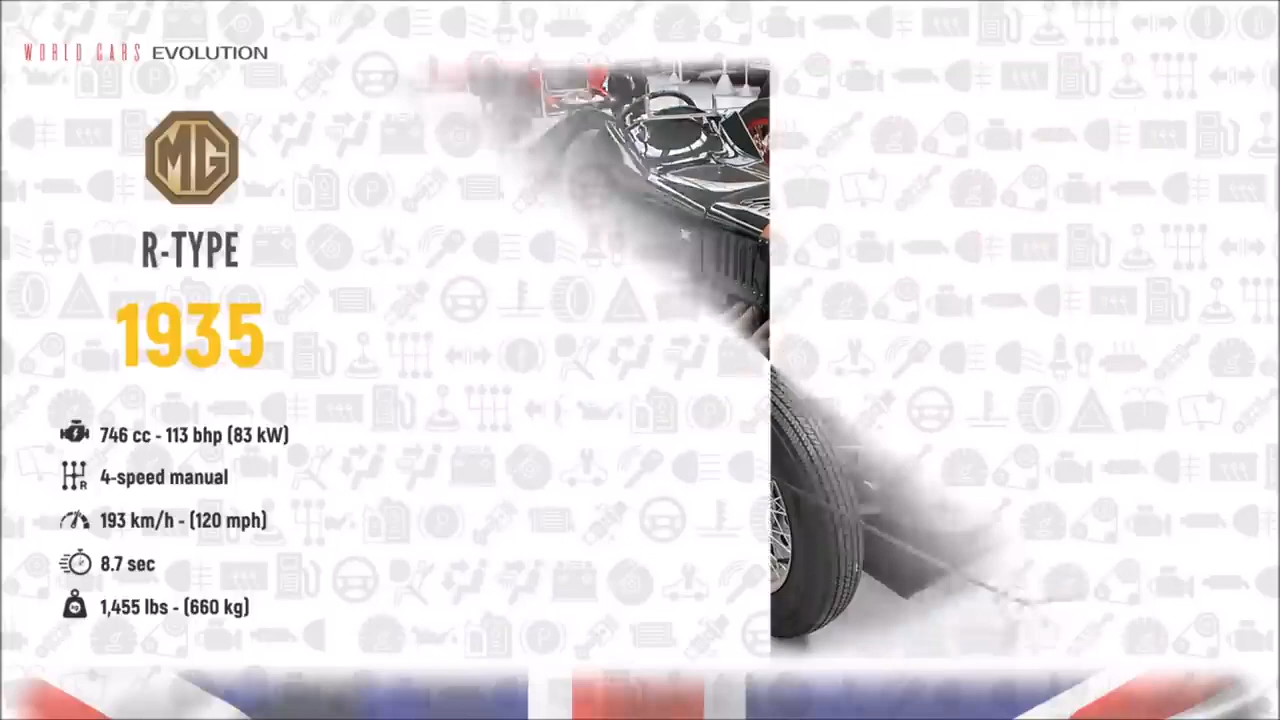 WORLD CARS EVOLUTION
MG
R-TYPE
1935
746 cc - 113 bhp (83 kW)
R
4-speed manual
193 km/h - (120 mph)
8.7 sec
1,455 lbs - (660 kg)